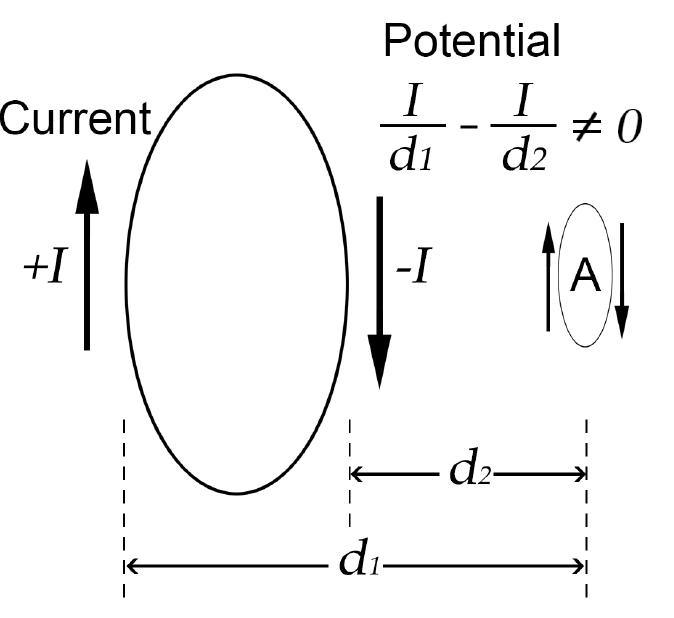 Potential
Current
I/d1 - I/d2 ≠ 0
+I
-I
A
d2
d1